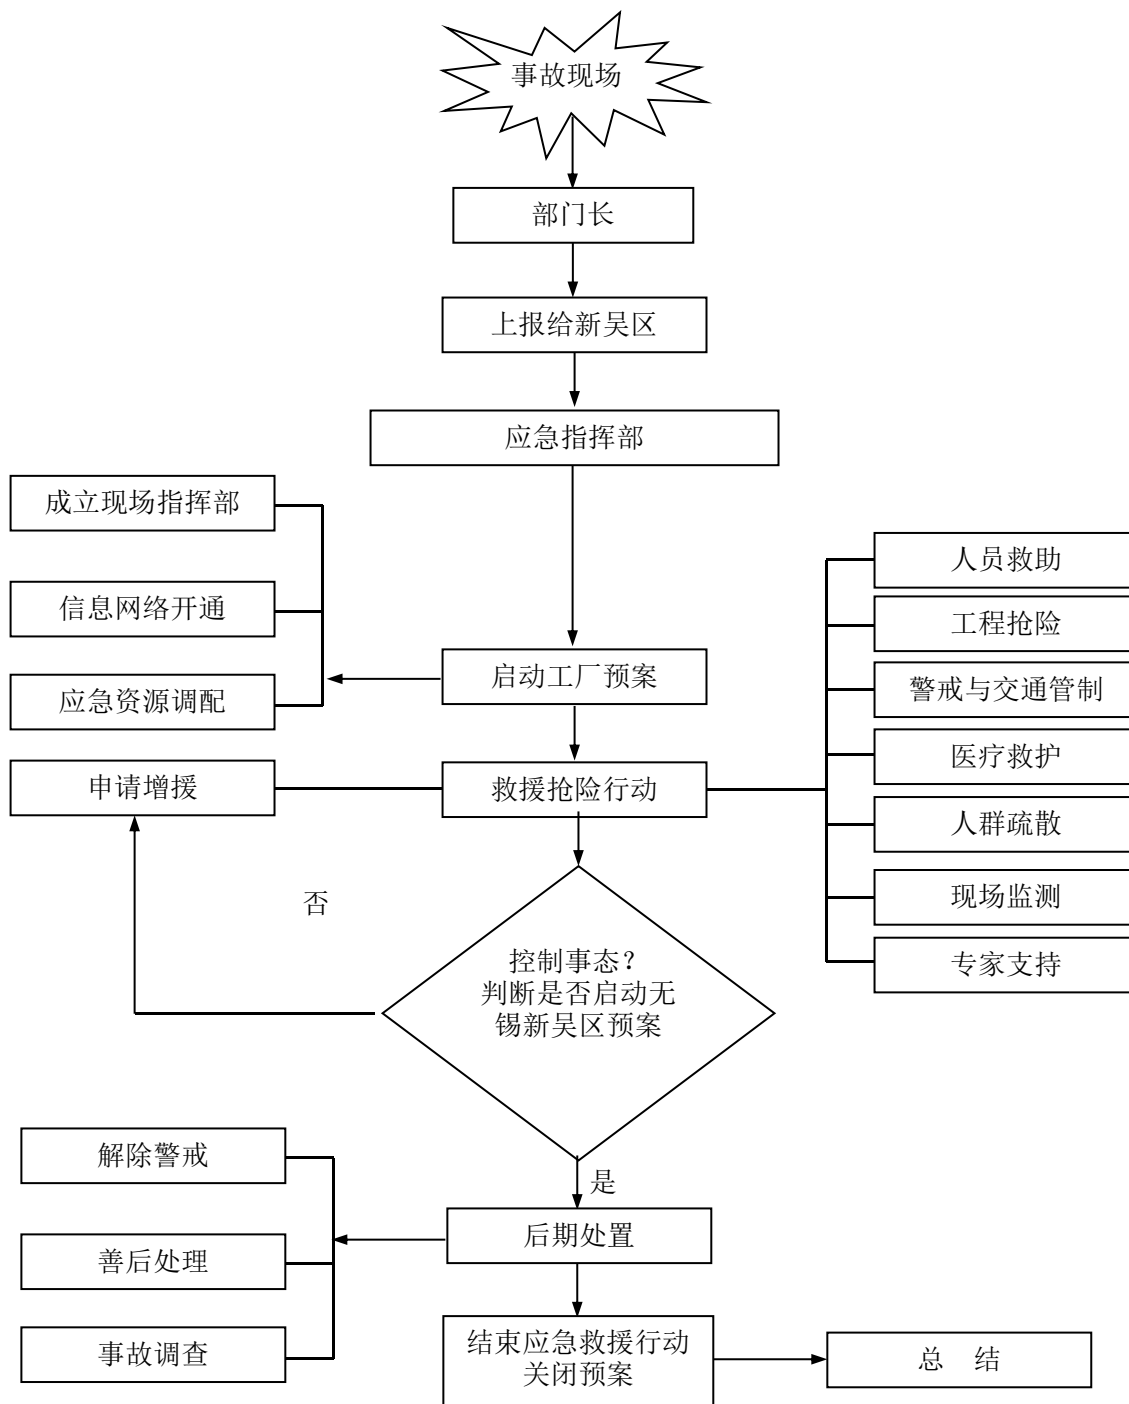 事故现场
部门长
上报给新吴区
应急指挥部
成立现场指挥部
信息网络开通
应急资源调配
启动工厂预案
申请增援
救援抢险行动
人员救助
工程抢险
警戒与交通管制
医疗救护
人群疏散
现场监测
专家支持
否
控制事态？
判断是否启动无
锡新吴区预案
是
解除警戒
善后处理
事故调查
后期处置
结束应急救援行动
关闭预案
总 结